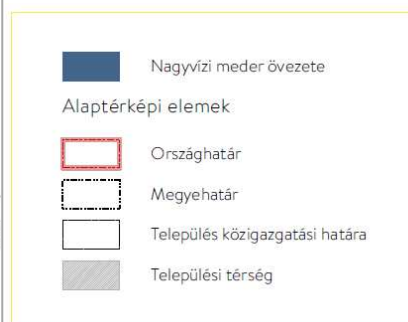 Nagyvízi meder övezete
Alaptérképi elemek
Országhatár
Megyehatár
Település közigazgatási határa
Települési térség